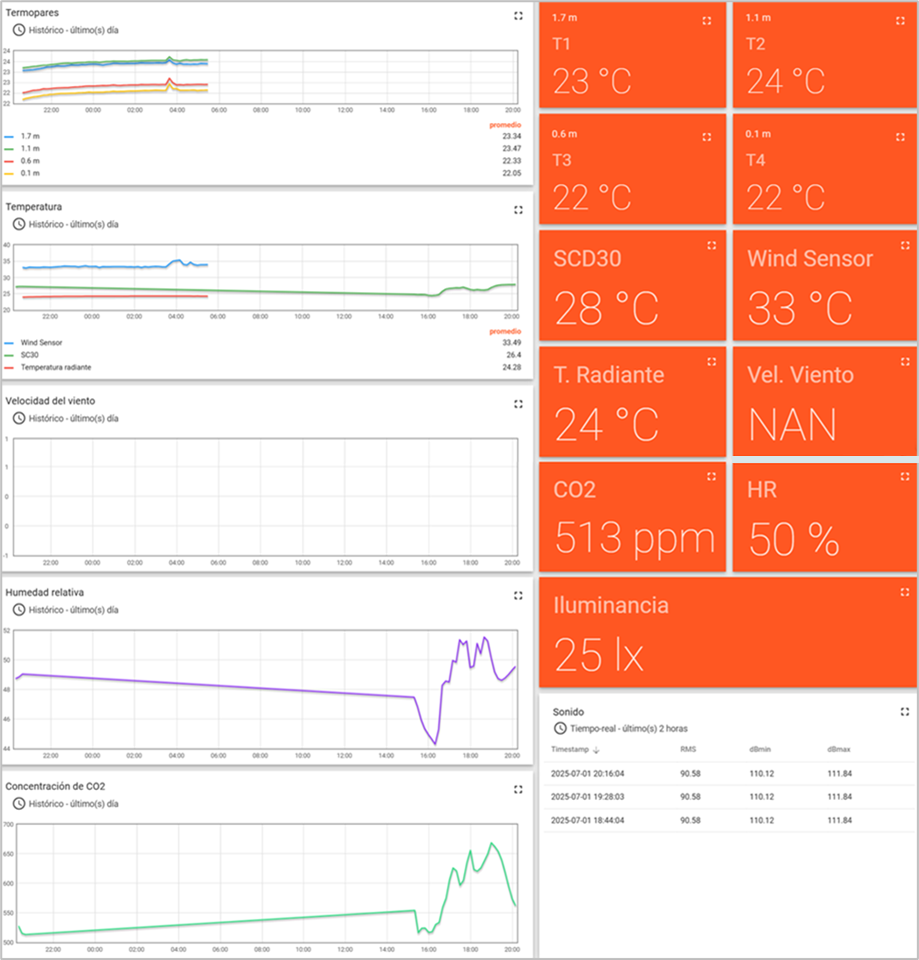 Termopares
Histórico - último(s) día
24
24
23
23
22
22
22:00 00:00 02:00 04:00 06:00 08:00 10:00 12:00 14:00 16:00 18:00 20:00
promedio
1.7 m 23.34
1.1 m 23.47
0.6 m 22.33
0.1 m 22.05
Temperatura
Histórico - último(s) día
40
35
30
25
20
22:00 00:00 02:00 04:00 06:00 08:00 10:00 12:00 14:00 16:00 18:00 20:00
promedio
Wind Sensor 33.49
SC30 26.4
Temperatura radiante 24.28
Velocidad del viento
Histórico - último(s) día
1
1
0
0
-1
22:00 00:00 02:00 04:00 06:00 08:00 10:00 12:00 14:00 16:00 18:00 20:00
Humedad relativa
Histórico - último(s) día
52
50
48
46
44
22:00 00:00 02:00 04:00 06:00 08:00 10:00 12:00 14:00 16:00 18:00 20:00
Concentración de CO2
Histórico - último(s) día
700
650
600
550
500
22:00 00:00 02:00 04:00 06:00 08:00 10:00 12:00 14:00 16:00 18:00 20:00
1.7 m
T1
23 °C
1.1 m
T2
24 °C
0.6 m
T3
22 °C
0.1 m
T4
22 °C
SCD30
28 °C
Wind Sensor
33 °C
T. Radiante
24 °C
Vel. Viento
NAN
CO2
513 ppm
HR
50 %
Iluminancia
25 lx
Sonido
Tiempo-real - último(s) 2 horas
Timestamp ↓ RMS dBmin dBmax
2025-07-01 20:16:04 90.58 110.12 111.84
2025-07-01 19:28:03 90.58 110.12 111.84
2025-07-01 18:44:04 90.58 110.12 111.84